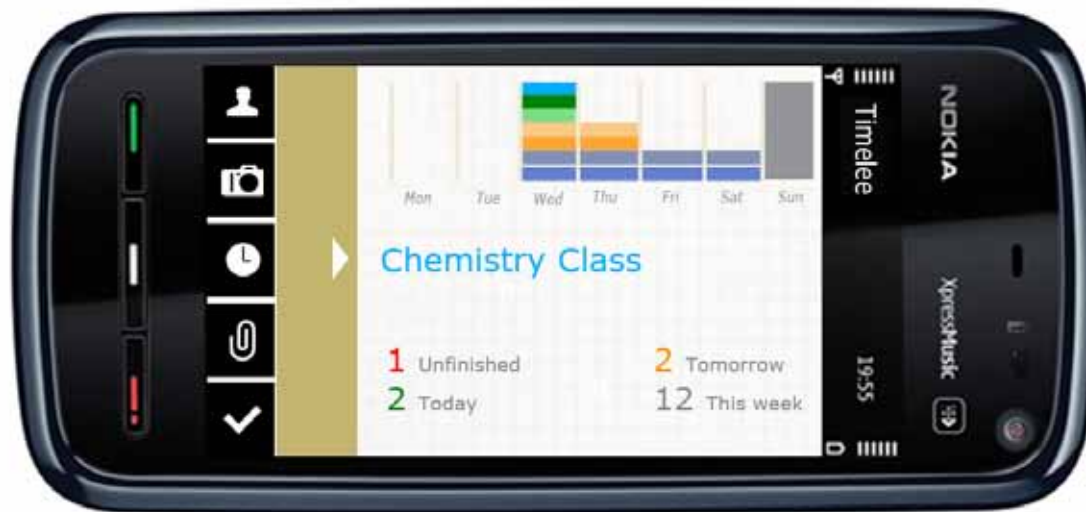 Mon Tue Wed Thu Fri Sat Sun
Chemistry Class
1 Unfinished
2 Today
2 Tomorrow
12 This week
Timelee
19:55
NOKIA
XpressMusic